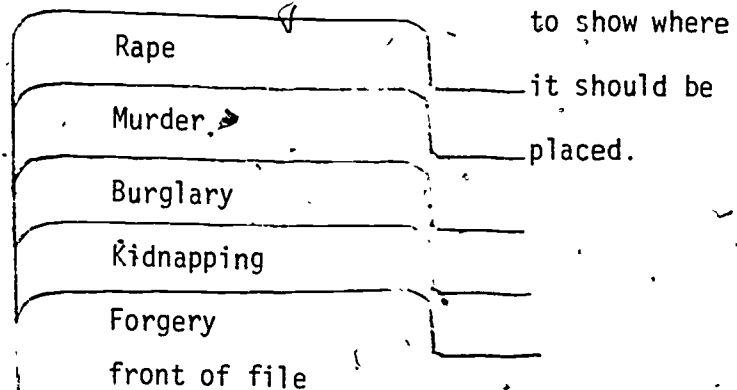 Rape
Murder
Burglary
Kidnapping
Forgery
front of file
to show where
it should be
placed.